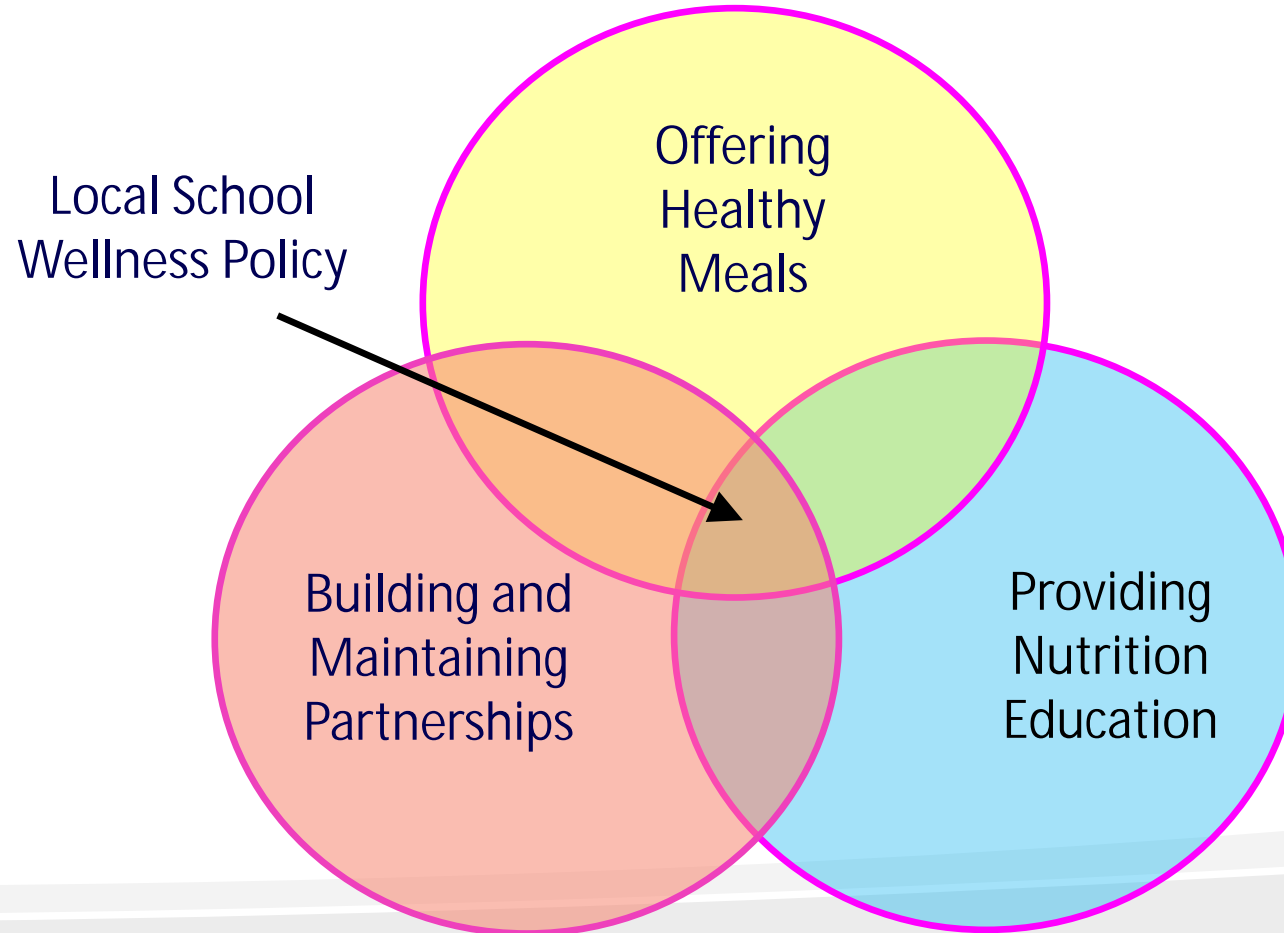 Local School
Wellness Policy
Offering
Healthy
Meals
Building and
Maintaining
Partnerships
Providing
Nutrition
Education